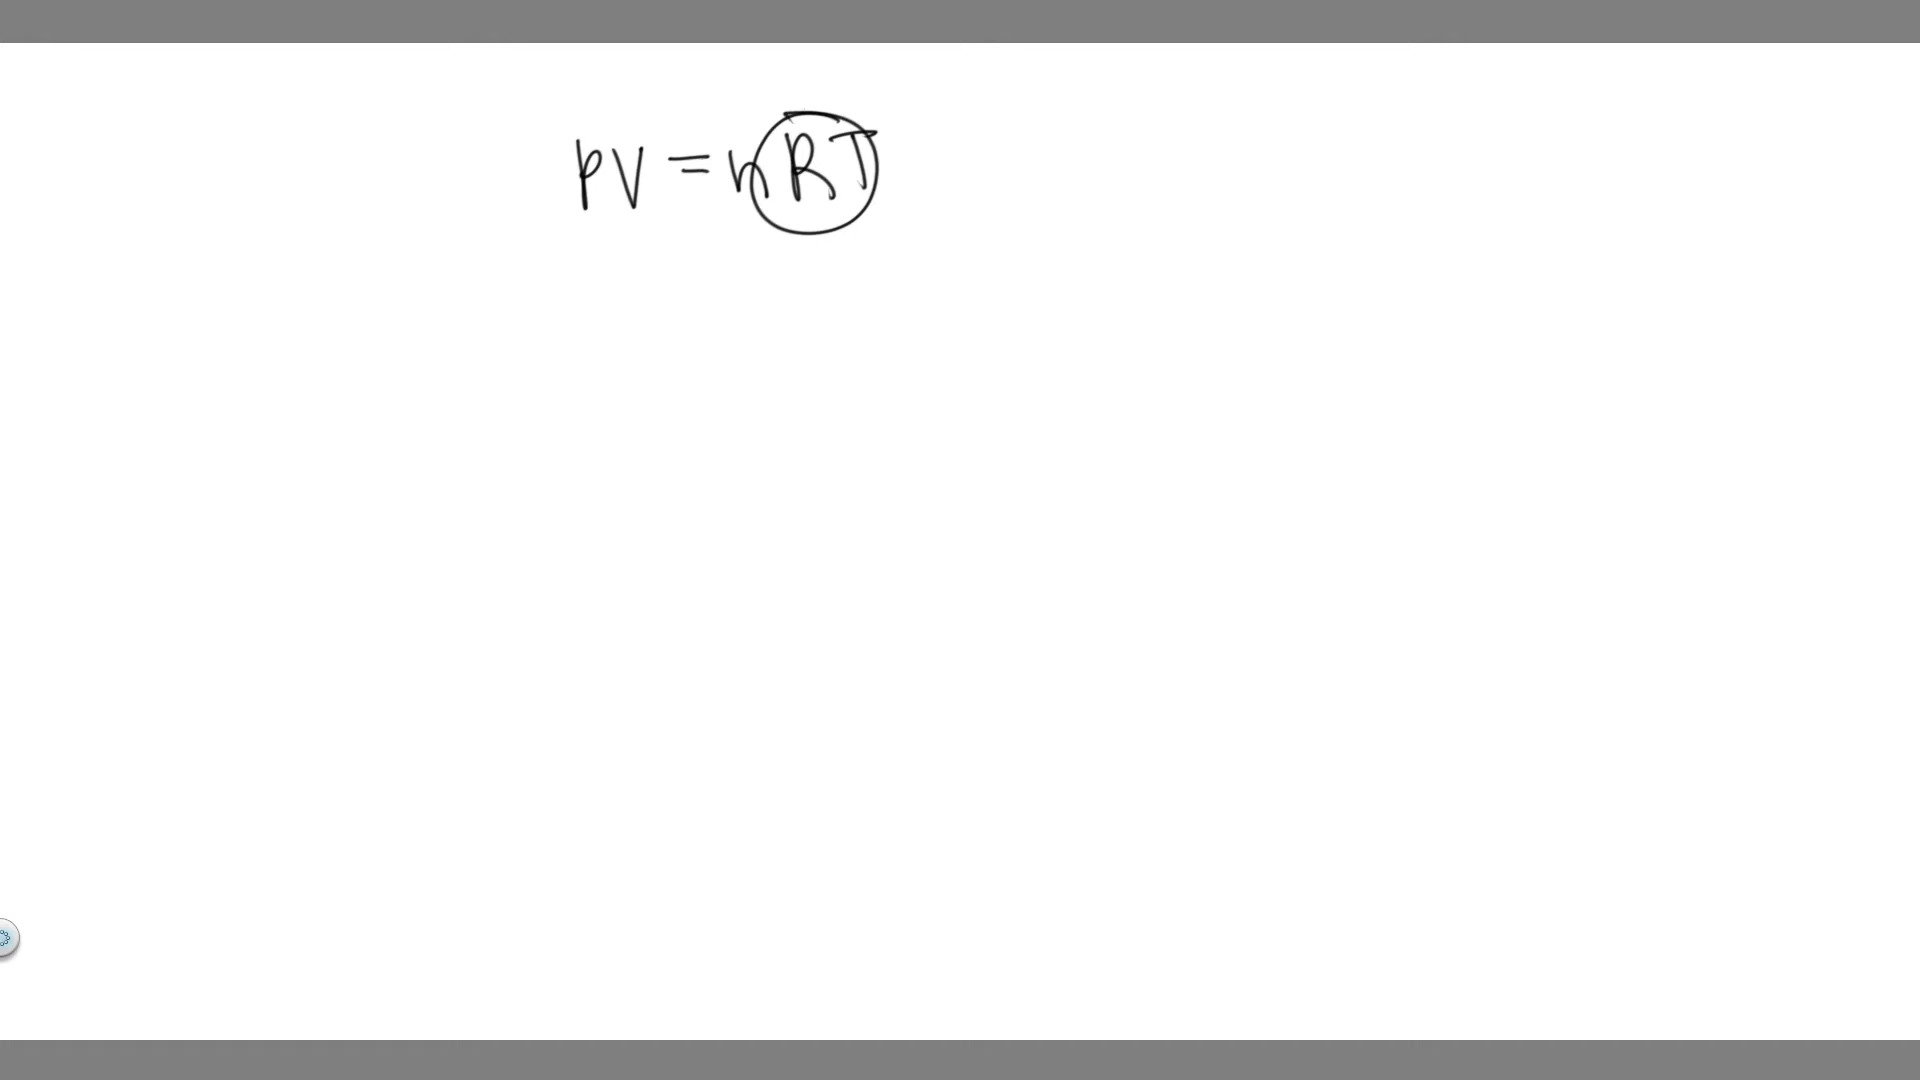 PV = nRT